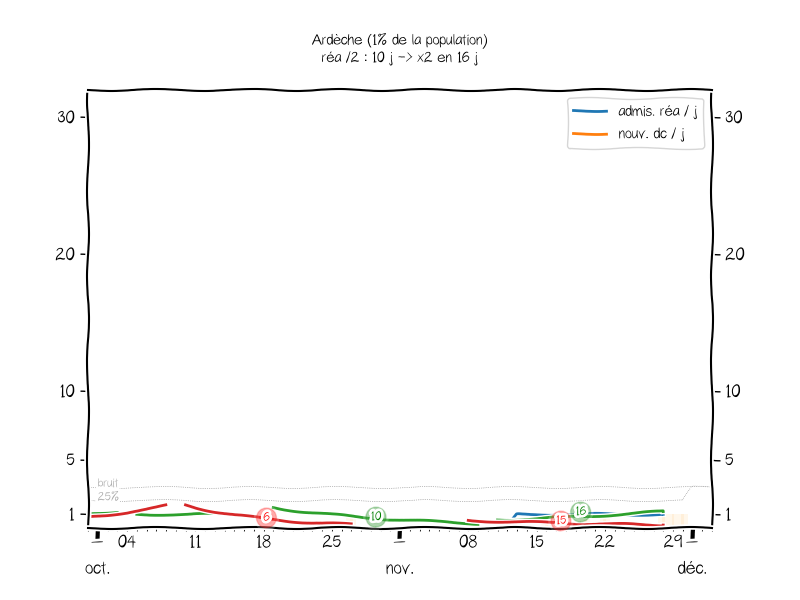 Ardèche (1% de la population)
réa /2 : 10 j -> x2 en 16 j
admis. réa / j
nouv. dc / j
30
30
20
20
10
10
5
5
bruit
25%
1
1
6
10
15
16
04
11
18
25
08
15
22
29
oct.
nov.
déc.